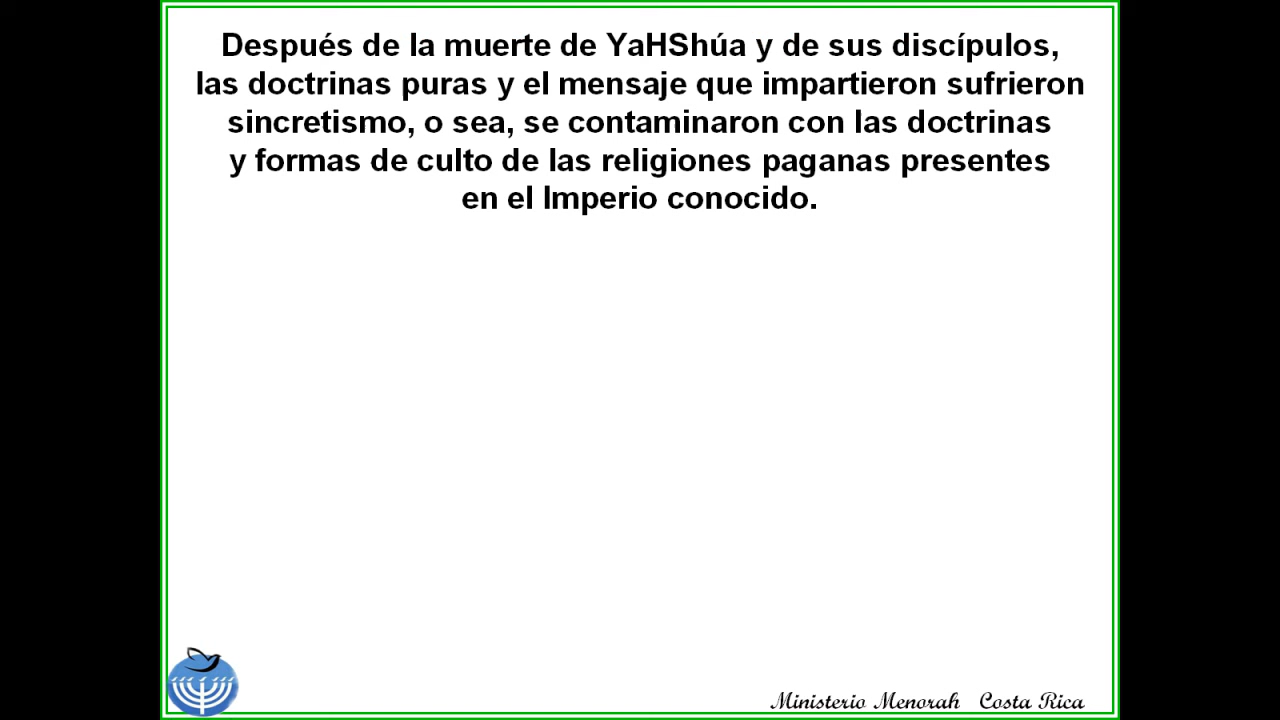 Después de la muerte de YaHShúa y de sus discípulos,
las doctrinas puras y el mensaje que impartieron sufrieron
sincretismo, o sea, se contaminaron con las doctrinas
y formas de culto de las religiones paganas presentes
en el Imperio conocido.
Ministerio Menorah Costa Rica